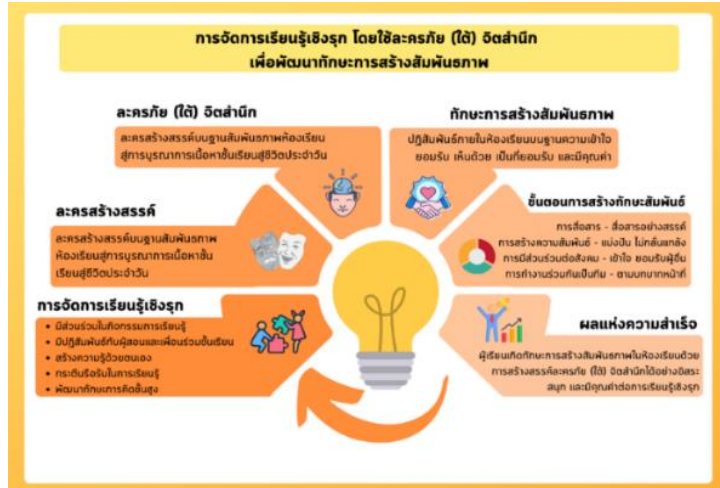 การจัดการเรียนรู้เชิงรุก โดยใช้ละครภัย (ใต้) จิตสำนึก
เพื่อพัฒนาทักษะการสร้างสัมพันธภาพ
ละครภัย (ใต้) จิตสำนึก
ละครสร้างสรรค์บนฐานสัมพันธภาพห้องเรียน
สู่การบูรณาการเนื้อหาชั้นเรียนสู่ชีวิตประจำวัน
ละครสร้างสรรค์
ละครสร้างสรรค์บนฐานสัมพันธภาพ
ห้องเรียนสู่การบูรณาการเนื้อหาชั้น
เรียนสู่ชีวิตประจำวัน
การจัดการเรียนรู้เชิงรุก
มีส่วนร่วมในกิจกรรมการเรียนรู้
มีปฏิสัมพันธ์กับผู้สอนและเพื่อนร่วมชั้นเรียน
สร้างความรู้ด้วยตนเอง
กระตือรือร้นในการเรียนรู้
พัฒนาทักษะการคิดขั้นสูง
ทักษะการสร้างสัมพันธภาพ
ปฏิสัมพันธ์ภายในห้องเรียนบนฐานความเข้าใจ
ยอมรับ เห็นด้วย เป็นที่ยอมรับ และมีคุณค่า
ขั้นตอนการสร้างทักษะสัมพันธ์
การสื่อสาร - สื่อสารอย่างสรรค์
การสร้างความสัมพันธ์ - แบ่งปัน ไม่กลั่นแกล้ง
การมีส่วนร่วมต่อสังคม - เข้าใจ ยอมรับผู้อื่น
การทำงานร่วมกันเป็นทีม - ตามบทบาทหน้าที่
ผลแห่งความสำเร็จ
ผู้เรียนเกิดทักษะการสร้างสัมพันธภาพในห้องเรียนด้วย
การสร้างสรรค์ละครภัย (ใต้) จิตสำนึกได้อย่างอิสระ
สนุก และมีคุณค่าต่อการเรียนรู้เชิงรุก